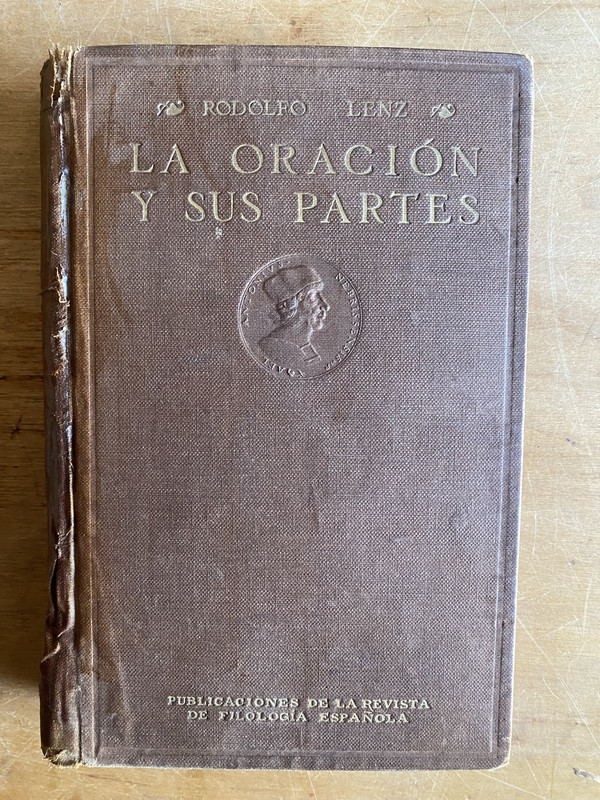 RODOLFO LENZ
LA ORACIÓN
Y SUS PARTES
PUBLICACIONES DE LA REVISTA
DE FILOLOGÍA ESPAÑOLA